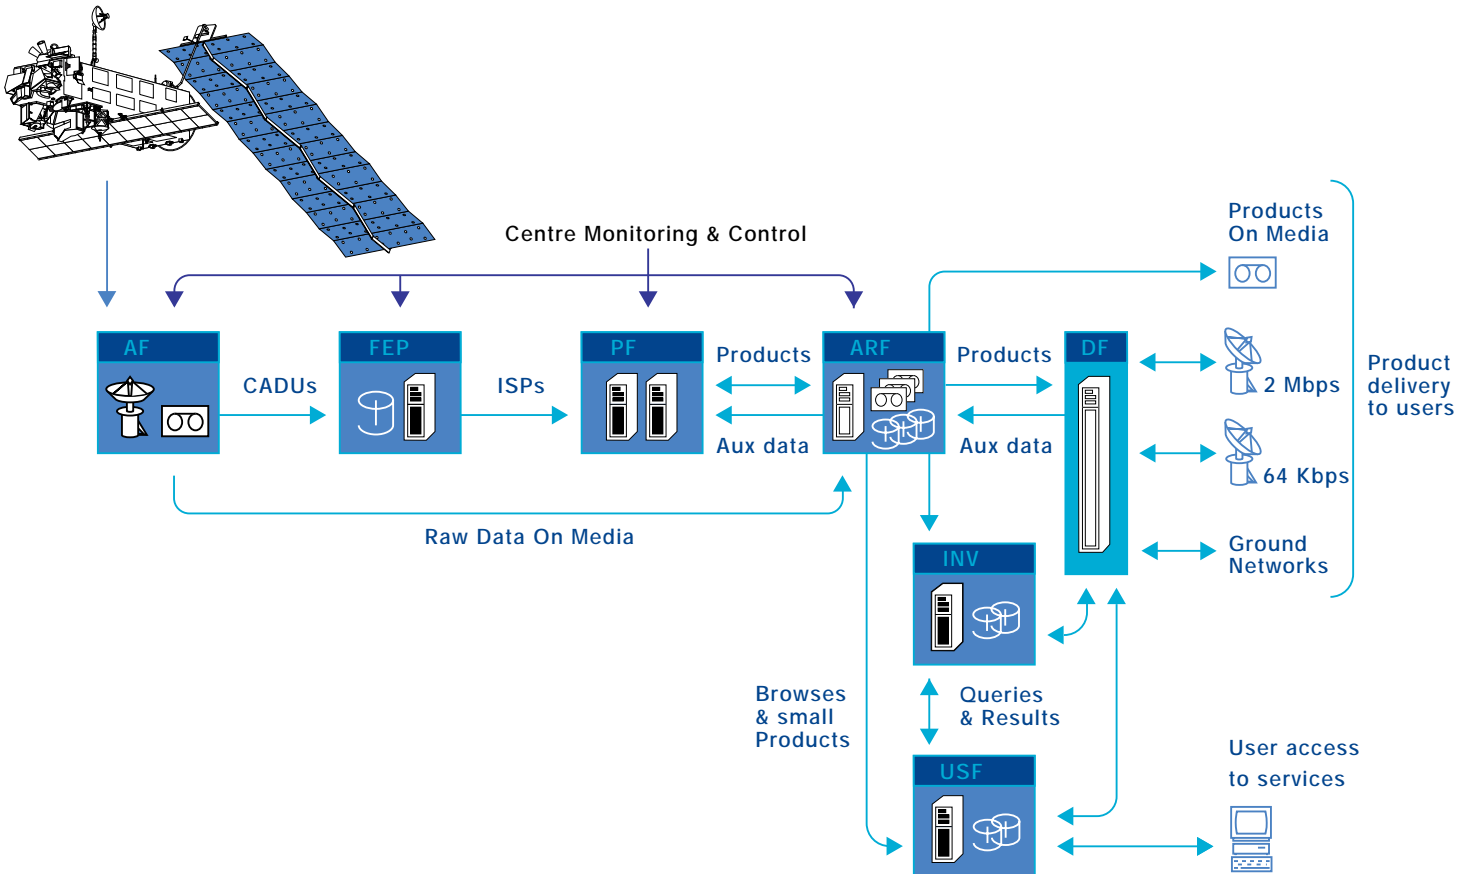 Centre Monitoring & Control
Products
On Media
AF
FEP
PF
ARF
DF
CADUs
ISPs
Products
Aux data
Products
Aux data
2 Mbps
64 Kbps
Product
delivery
to users
Raw Data On Media
Ground
Networks
INV
Browses
& small
Products
Queries
& Results
USF
User access
to services